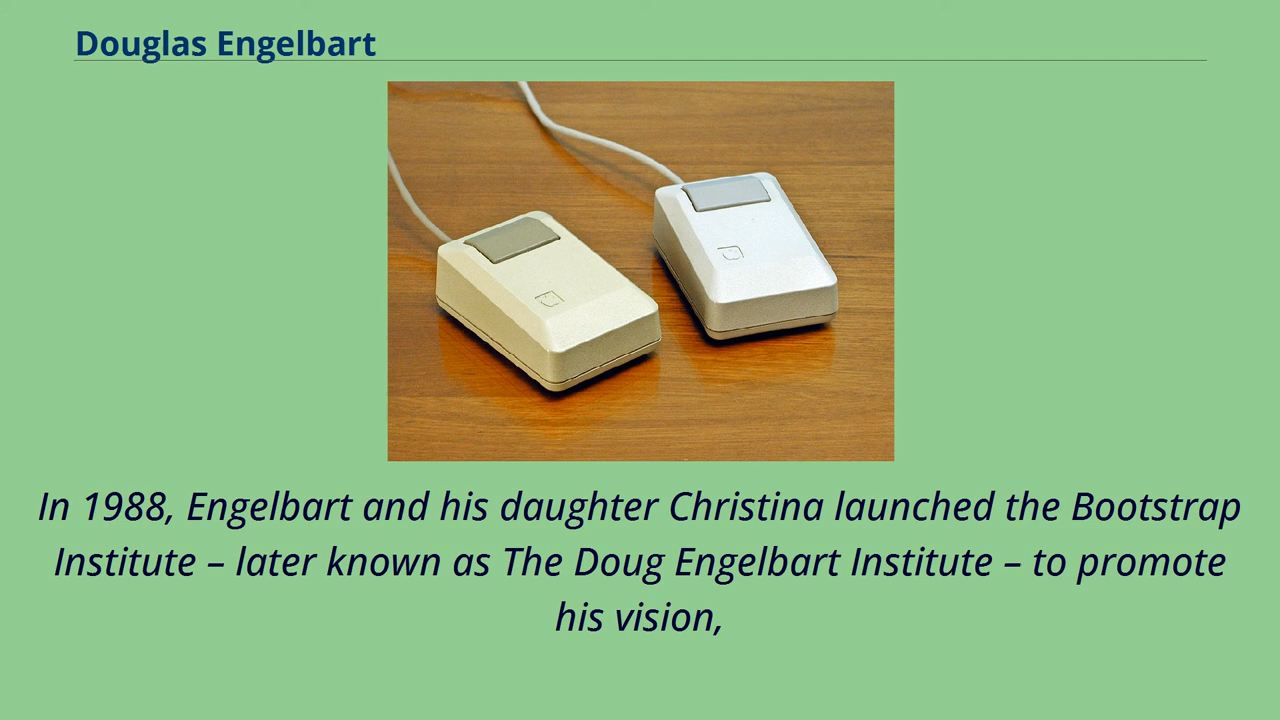 Douglas Engelbart
In 1988, Engelbart and his daughter Christina launched the Bootstrap
Institute – later known as The Doug Engelbart Institute – to promote
his vision,